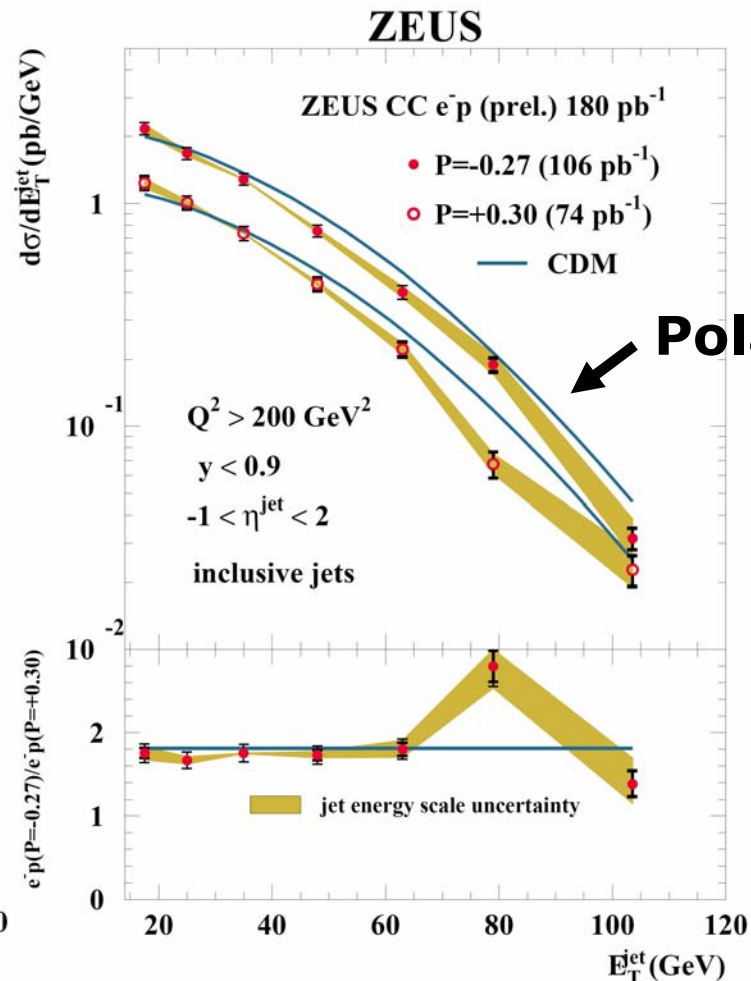 ZEUS
dσ/dE_T^jet (pb/GeV)
ZEUS CC e⁻p (prel.) 180 pb⁻¹
P=-0.27 (106 pb⁻¹)
P=+0.30 (74 pb⁻¹)
CDM
1
Pola
10⁻¹
Q² > 200 GeV²
y < 0.9
-1 < η^jet < 2
inclusive jets
10⁻²
e⁻p(P=-0.27)/e⁻p(P=+0.30)
2
jet energy scale uncertainty
1
0
0
20 40 60 80 100 120
E_T^jet (GeV)